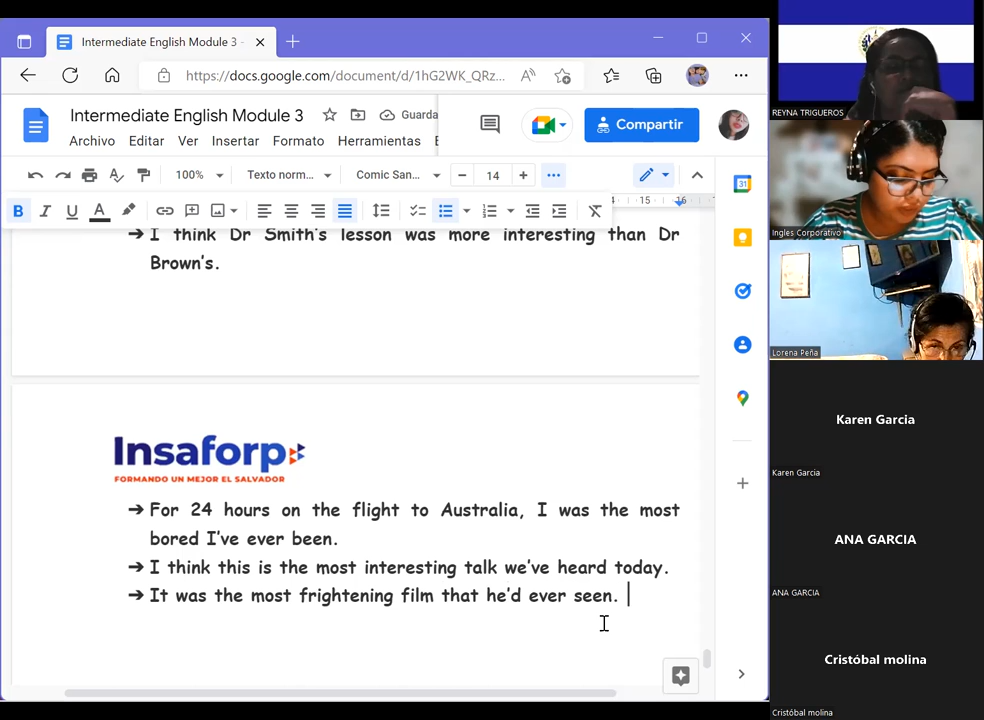 Intermediate English Module 3 -
https://docs.google.com/document/d/1hG2WK_QRz...
Intermediate English Module 3
Guarda
Archivo Editar Ver Insertar Formato Herramientas
Compartir
100% Texto norm... Comic San... 14
I think Dr Smith's lesson was more interesting than Dr
Brown's.
Insaforp
FORMANDO UN MEJOR EL SALVADOR
➔ For 24 hours on the flight to Australia, I was the most
bored I've ever been.
➔ I think this is the most interesting talk we've heard today.
➔ It was the most frightening film that he'd ever seen.
14 15 16
31
REYNA TRIGUEROS
Ingles Corporativo
Lorena Peña
Karen Garcia
Karen Garcia
ANA GARCIA
ANA GARCIA
Cristóbal molina
Cristóbal molina